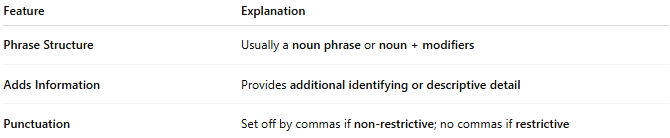 Feature Explanation
Phrase Structure Usually a noun phrase or noun + modifiers
Adds Information Provides additional identifying or descriptive detail
Punctuation Set off by commas if non-restrictive; no commas if restrictive